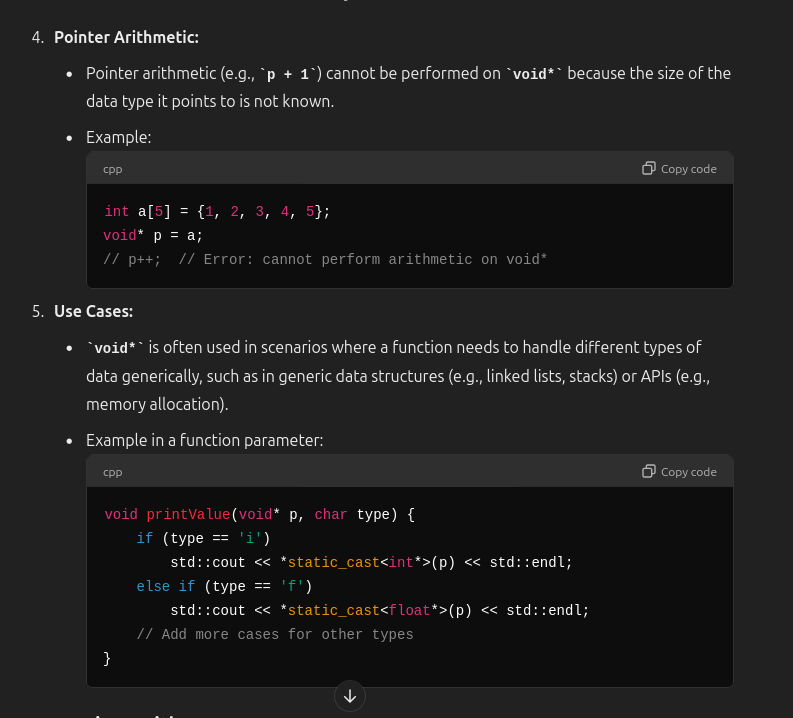 4. Pointer Arithmetic:
• Pointer arithmetic (e.g., `p + 1`) cannot be performed on `void*` because the size of the
data type it points to is not known.
• Example:
cpp Copy code
int a[5] = {1, 2, 3, 4, 5};
void* p = a;
// p++;  // Error: cannot perform arithmetic on void*
5. Use Cases:
• `void*` is often used in scenarios where a function needs to handle different types of
data generically, such as in generic data structures (e.g., linked lists, stacks) or APIs (e.g.,
memory allocation).
• Example in a function parameter:
cpp Copy code
void printValue(void* p, char type) {
    if (type == 'i')
        std::cout << *static_cast<int*>(p) << std::endl;
    else if (type == 'f')
        std::cout << *static_cast<float*>(p) << std::endl;
    // Add more cases for other types
}